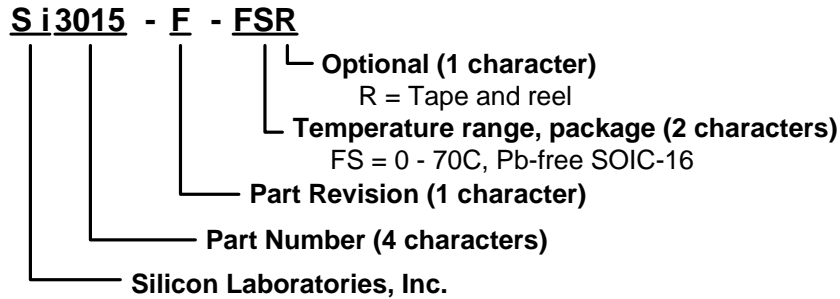 Si3015 - F - FSR
Optional (1 character)
R = Tape and reel
Temperature range, package (2 characters)
FS = 0 - 70C, Pb-free SOIC-16
Part Revision (1 character)
Part Number (4 characters)
Silicon Laboratories, Inc.